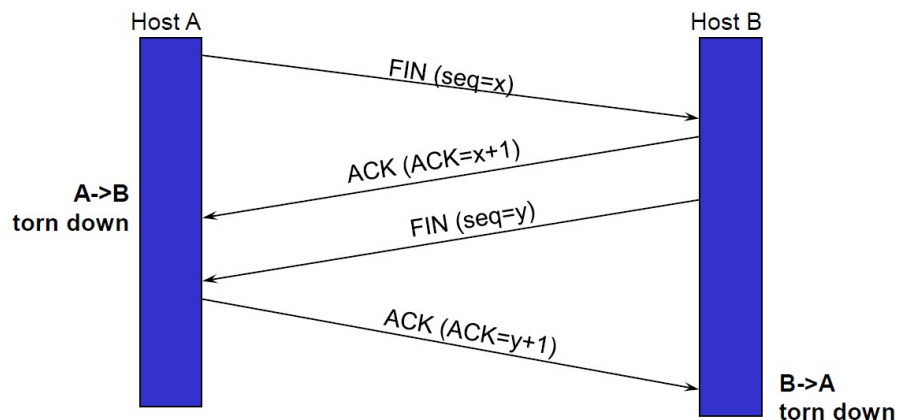 Host A
Host B
FIN (seq=x)
ACK (ACK=x+1)
A->B
torn down
FIN (seq=y)
ACK (ACK=y+1)
B->A
torn down